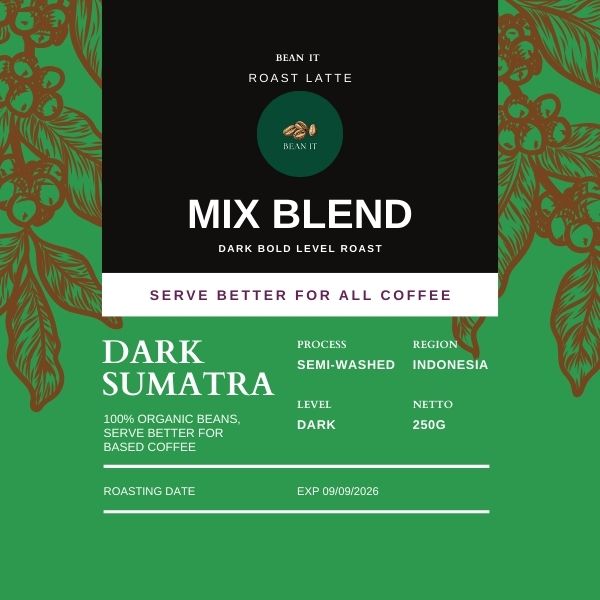 BEAN IT
ROAST LATTE
BEAN IT
MIX BLEND
DARK BOLD LEVEL ROAST
SERVE BETTER FOR ALL COFFEE
DARK
SUMATRA
100% ORGANIC BEANS,
SERVE BETTER FOR
BASED COFFEE
PROCESS
SEMI-WASHED
REGION
INDONESIA
LEVEL
DARK
NETTO
250G
ROASTING DATE
EXP 09/09/2026